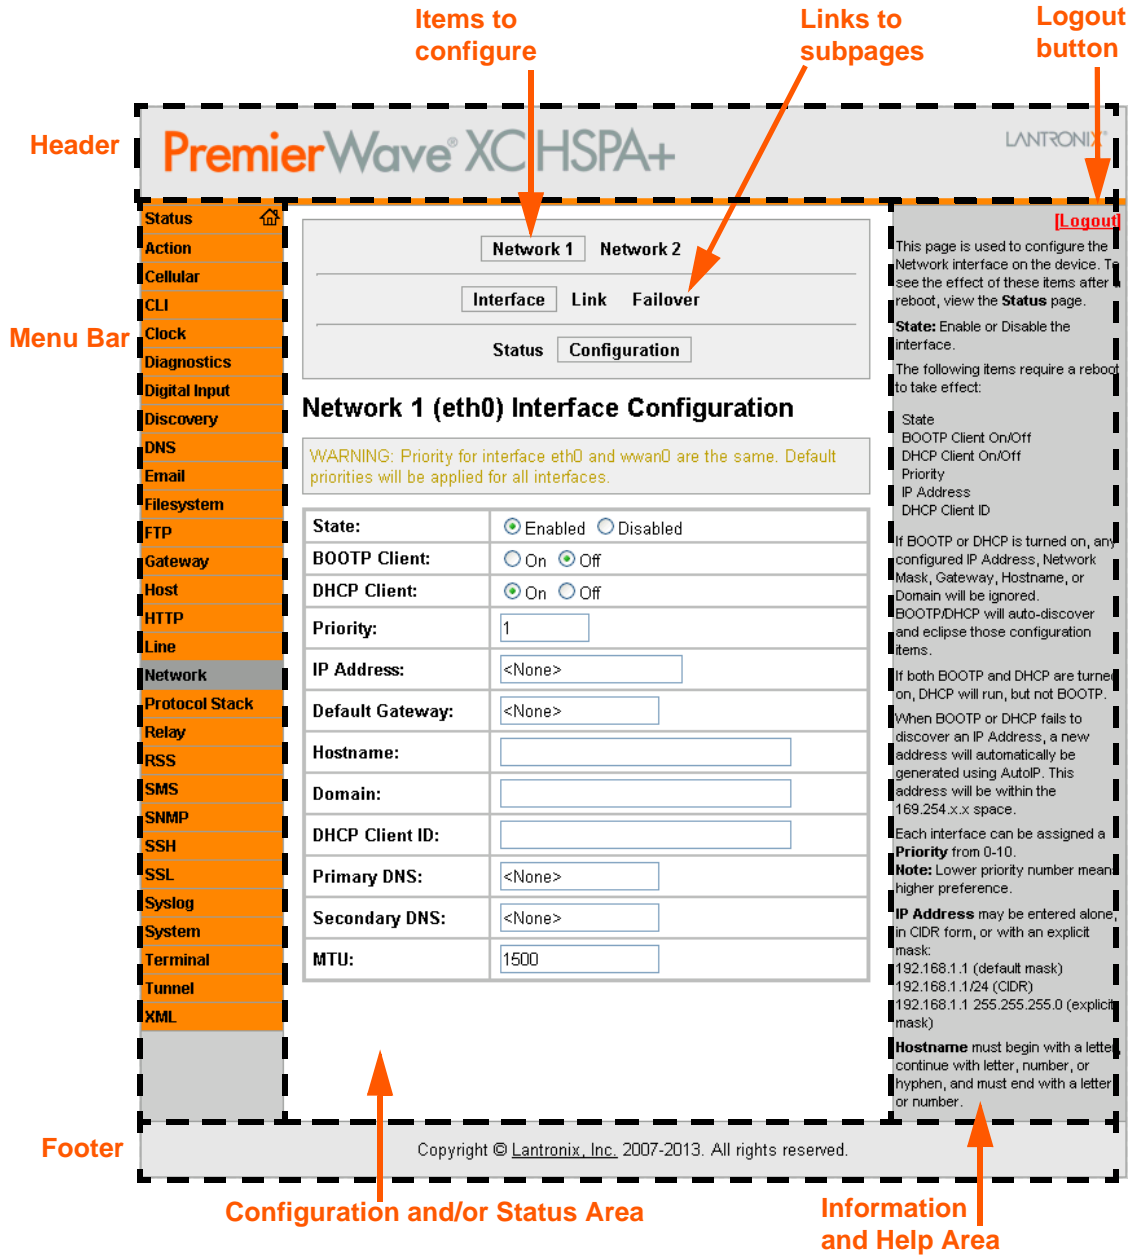 Items to
configure
Links to
subpages
Logout
button
Header
PremierWave® XC HSPA+
LANTRONIX®
Menu Bar
Status
Action
Cellular
CLI
Clock
Diagnostics
Digital Input
Discovery
DNS
Email
Filesystem
FTP
Gateway
Host
HTTP
Line
Network
Protocol Stack
Relay
RSS
SMS
SNMP
SSH
SSL
Syslog
System
Terminal
Tunnel
XML
Network 1 Network 2
Interface Link Failover
Status Configuration
Network 1 (eth0) Interface Configuration
WARNING: Priority for interface eth0 and wwan0 are the same. Default
priorities will be applied for all interfaces.
State: Enabled Disabled
BOOTP Client: On Off
DHCP Client: On Off
Priority: 1
IP Address: <None>
Default Gateway: <None>
Hostname:
Domain:
DHCP Client ID:
Primary DNS: <None>
Secondary DNS: <None>
MTU: 1500
[Logout]
This page is used to configure the
Network interface on the device. To
see the effect of these items after a
reboot, view the Status page.
State: Enable or Disable the
interface.
The following items require a reboot
to take effect:
State
BOOTP Client On/Off
DHCP Client On/Off
Priority
IP Address
DHCP Client ID
If BOOTP or DHCP is turned on, any
configured IP Address, Network
Mask, Gateway, Hostname, or
Domain will be ignored.
BOOTP/DHCP will auto-discover
and eclipse those configuration
items.
If both BOOTP and DHCP are turned
on, DHCP will run, but not BOOTP.
When BOOTP or DHCP fails to
discover an IP Address, a new
address will automatically be
generated using AutoIP. This
address will be within the
169.254.x.x space.
Each interface can be assigned a
Priority from 0-10.
Note: Lower priority number means
higher preference.
IP Address may be entered alone,
in CIDR form, or with an explicit
mask:
192.168.1.1 (default mask)
192.168.1.1/24 (CIDR)
192.168.1.1 255.255.255.0 (explicit
mask)
Hostname must begin with a letter,
continue with letter, number, or
hyphen, and must end with a letter
or number.
Footer
Copyright © Lantronix, Inc. 2007-2013. All rights reserved.
Configuration and/or Status Area
Information
and Help Area